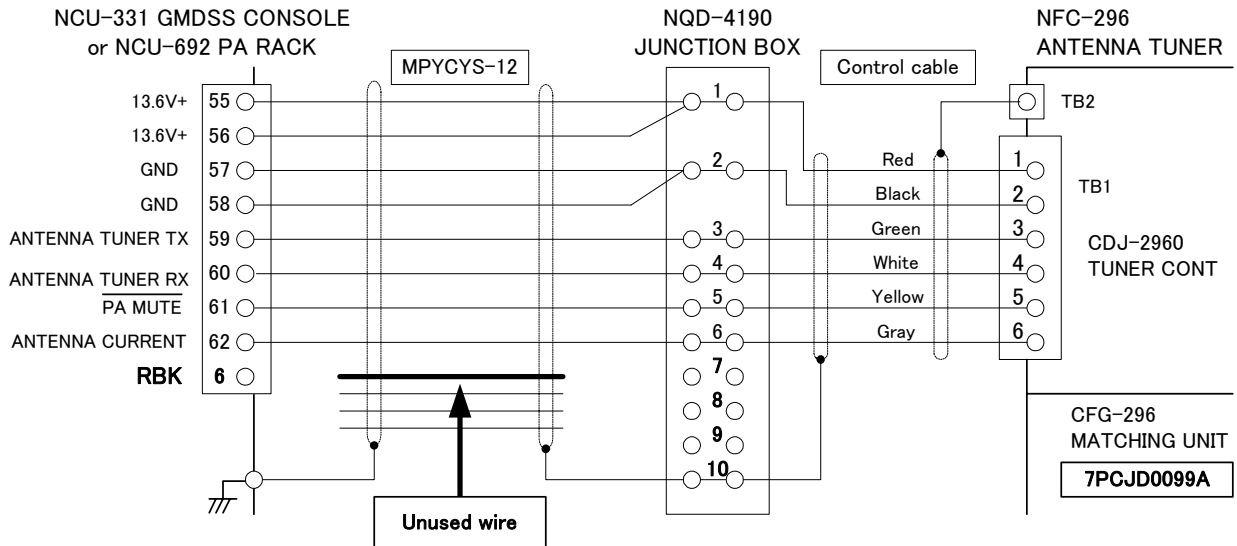 NCU-331 GMDSS CONSOLE
or NCU-692 PA RACK
NQD-4190
JUNCTION BOX
NFC-296
ANTENNA TUNER
MPYCYS-12
Control cable
13.6V+ 55
13.6V+ 56
GND 57
GND 58
ANTENNA TUNER TX 59
ANTENNA TUNER RX 60
PA MUTE 61
ANTENNA CURRENT 62
RBK 6
1
2
3
4
5
6
7
8
9
10
Red
Black
Green
White
Yellow
Gray
TB2
1
2
3
4
5
6
TB1
CDJ-2960
TUNER CONT
CFG-296
MATCHING UNIT
7PCJD0099A
Unused wire